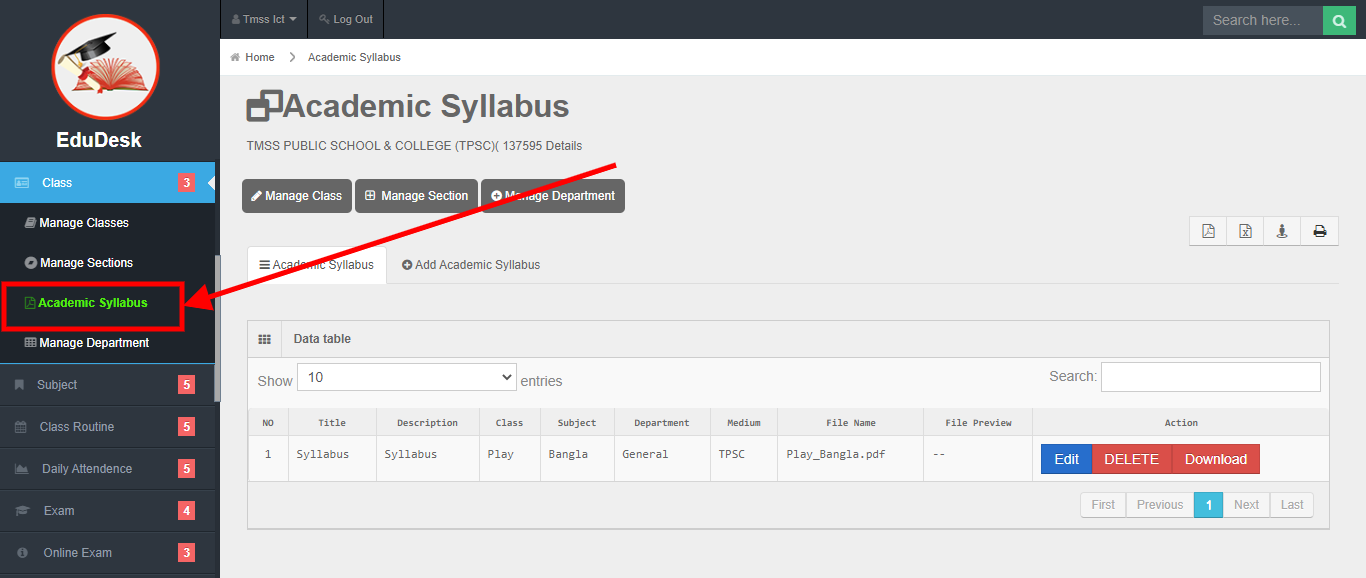 EduDesk
Class 3
Manage Classes
Manage Sections
Academic Syllabus
Manage Department
Subject 5
Class Routine 5
Daily Attendence 5
Exam 4
Online Exam 3
Tmss Ict Log Out Search here...
Home Academic Syllabus
Academic Syllabus
TMSS PUBLIC SCHOOL & COLLEGE (TPSC)( 137595 Details
Manage Class Manage Section Manage Department
Academic Syllabus Add Academic Syllabus
Data table
Show 10 entries Search:
NO Title Description Class Subject Department Medium File Name File Preview Action
1 Syllabus Syllabus Play Bangla General TPSC Play_Bangla.pdf -- Edit DELETE Download
First Previous 1 Next Last